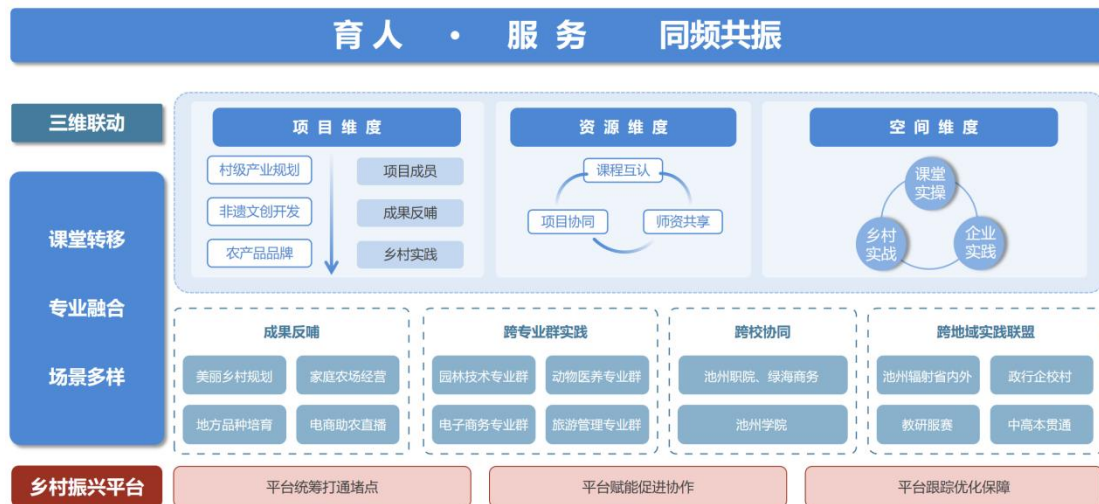 育人 · 服务 同频共振
三维联动
项目维度
资源维度
空间维度
村级产业规划
非遗文创开发
农产品品牌
项目成员
成果反哺
乡村实践
课程互认
项目协同
师资共享
课堂
实操
乡村
实战
企业
实践
课堂转移
专业融合
场景多样
成果反哺
美丽乡村规划
家庭农场经营
地方品种培育
电商助农直播
跨专业群实践
园林技术专业群
动物医养专业群
电子商务专业群
旅游管理专业群
跨校协同
池州职院、绿海商务
池州学院
跨地域实践联盟
池州辐射省内外
政行企校村
教研服赛
中高本贯通
乡村振兴平台
平台统筹打通堵点
平台赋能促进协作
平台跟踪优化保障